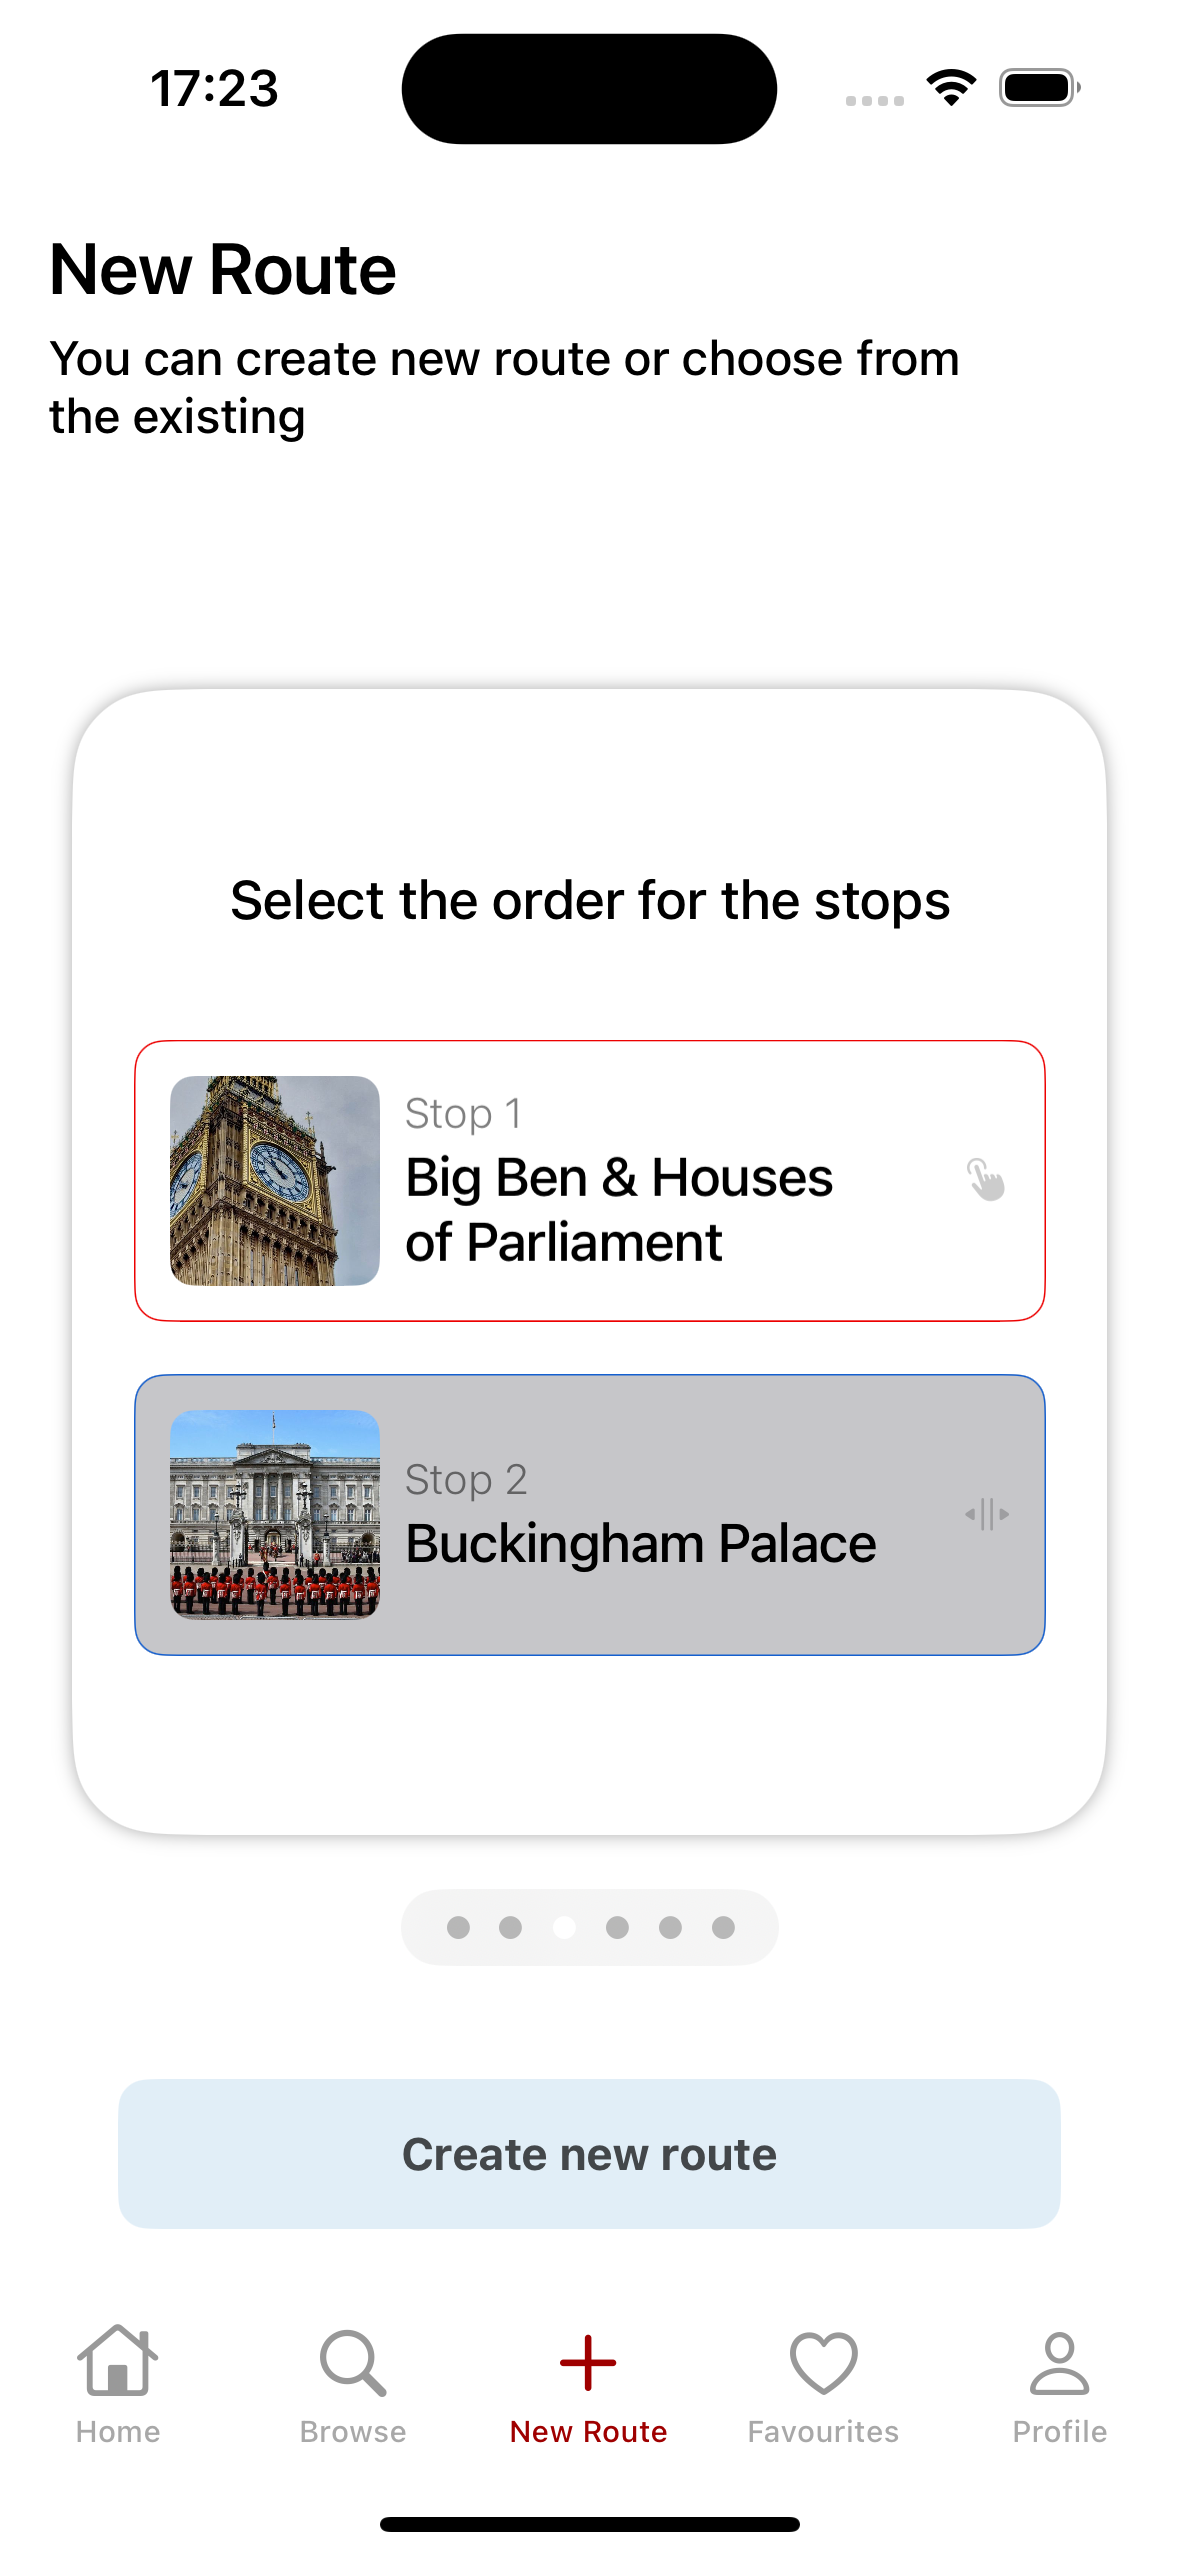 17:23
New Route
You can create new route or choose from
the existing
Select the order for the stops
Stop 1
Big Ben & Houses
of Parliament
Stop 2
Buckingham Palace
Create new route
Home
Browse
New Route
Favourites
Profile